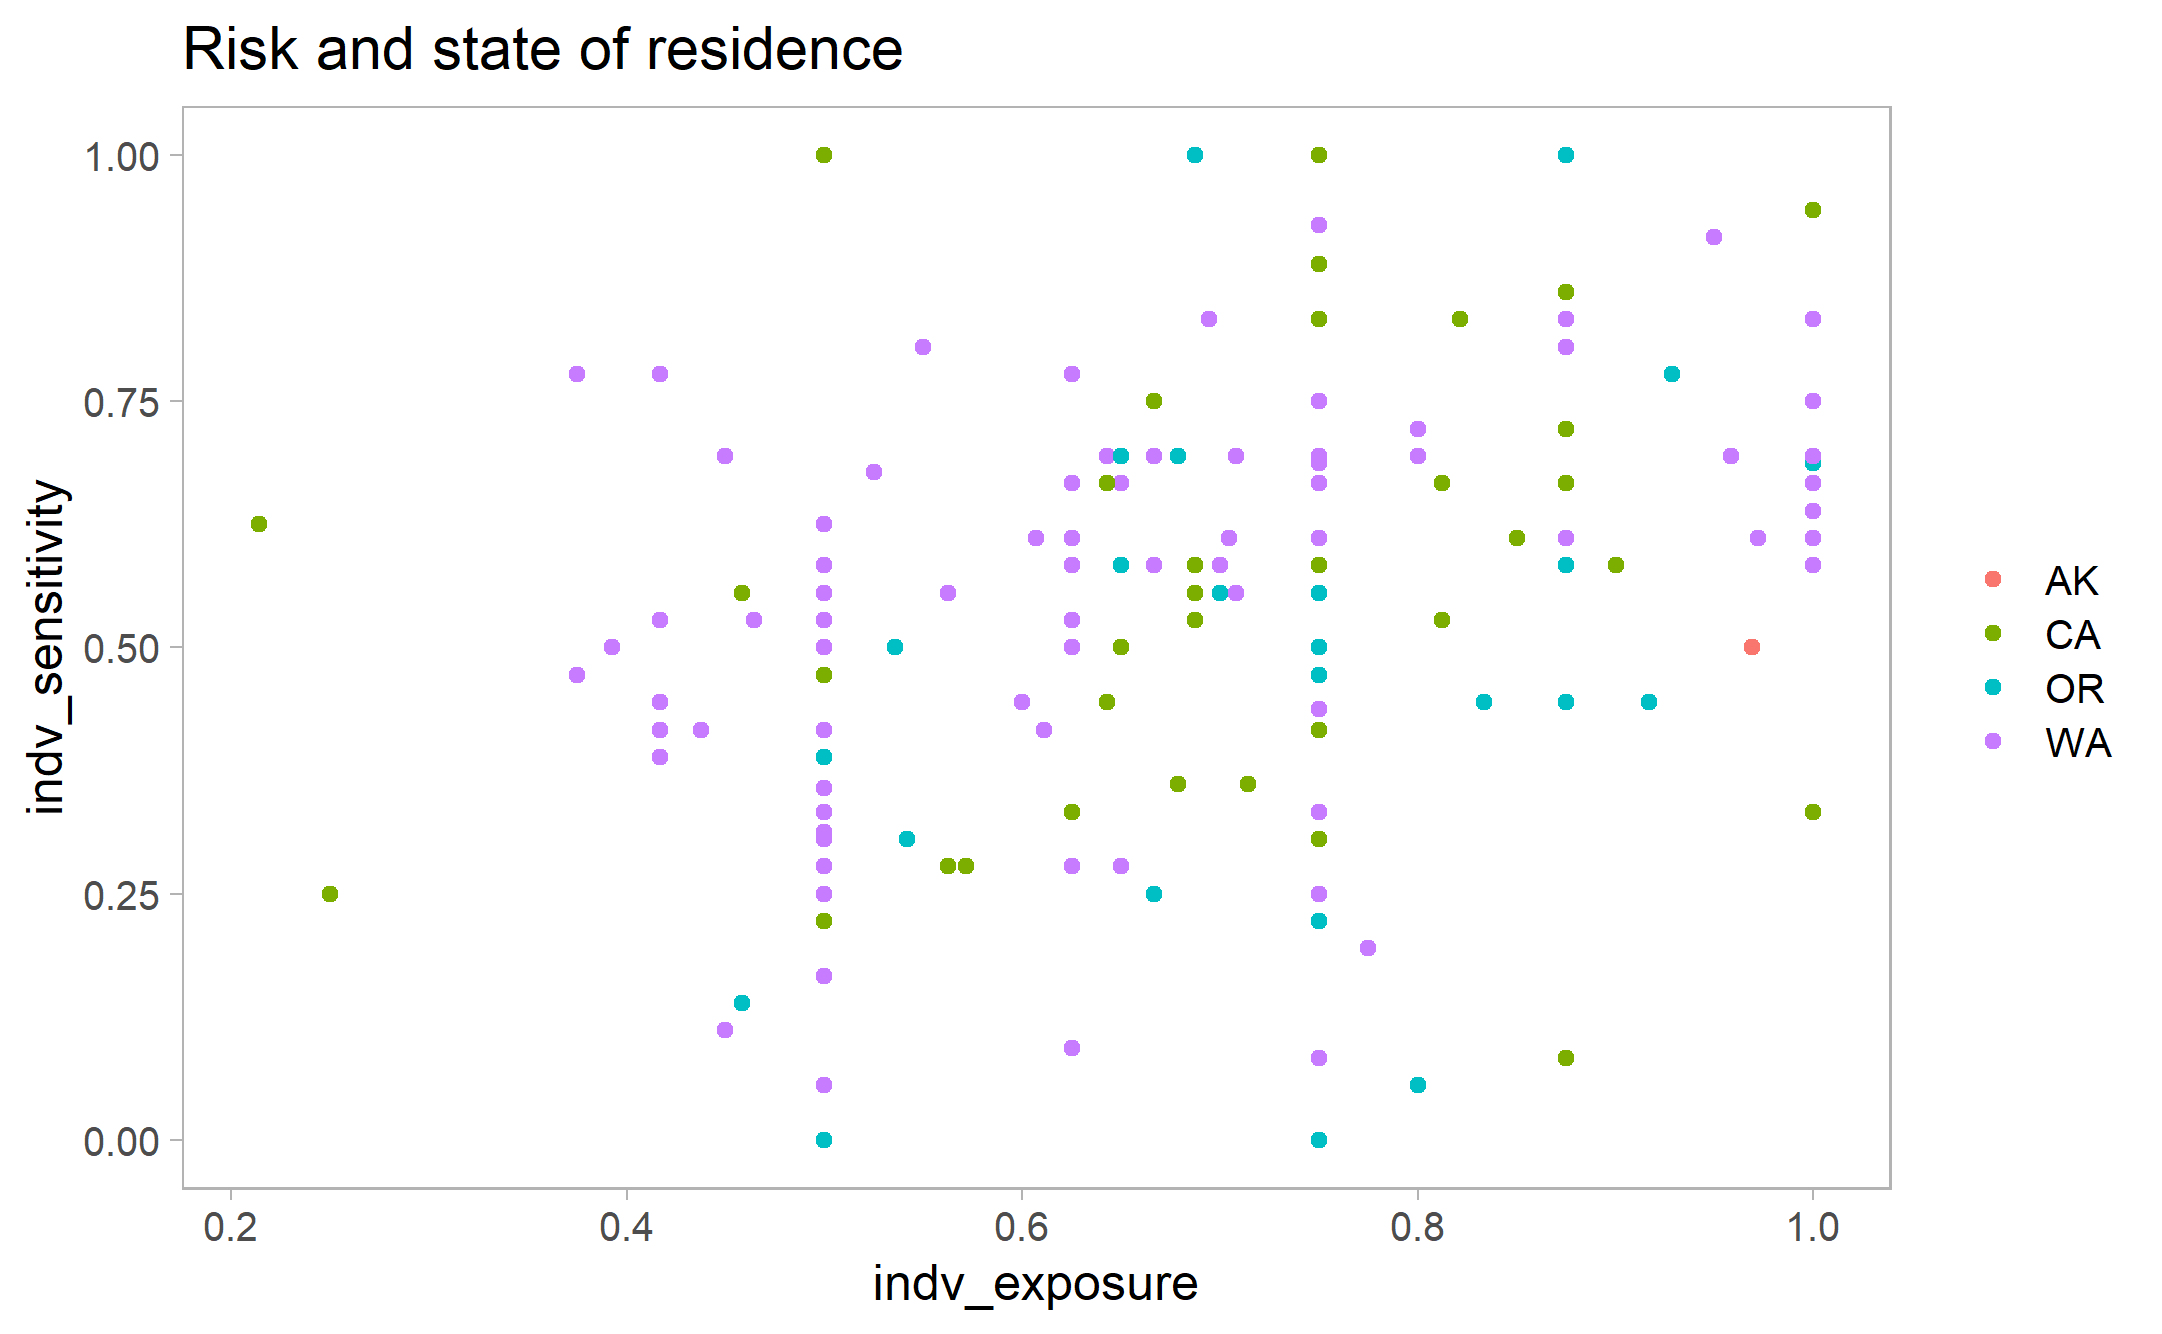 Risk and state of residence
1.00
0.75
0.50
0.25
0.00
indv_sensitivity
0.2 0.4 0.6 0.8 1.0
indv_exposure
AK
CA
OR
WA